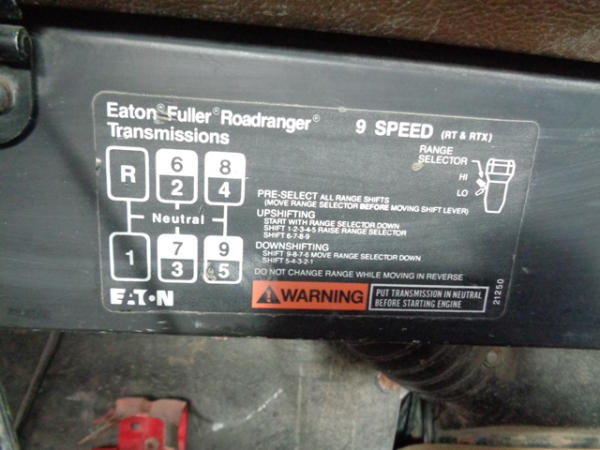 Eaton® Fuller® Roadranger®
Transmissions
9 SPEED (RT & RTX)
RANGE
SELECTOR
HI
LO
R 6 8
2 4
Neutral
1 7 9
3 5
PRE-SELECT ALL RANGE SHIFTS
(MOVE RANGE SELECTOR BEFORE MOVING SHIFT LEVER)
UPSHIFTING
START WITH RANGE SELECTOR DOWN
SHIFT 1-2-3-4-5 RAISE RANGE SELECTOR
SHIFT 6-7-8-9
DOWNSHIFTING
SHIFT 9-8-7-6 MOVE RANGE SELECTOR DOWN
SHIFT 5-4-3-2-1
DO NOT CHANGE RANGE WHILE MOVING IN REVERSE
EATON
WARNING
PUT TRANSMISSION IN NEUTRAL
BEFORE STARTING ENGINE
21250